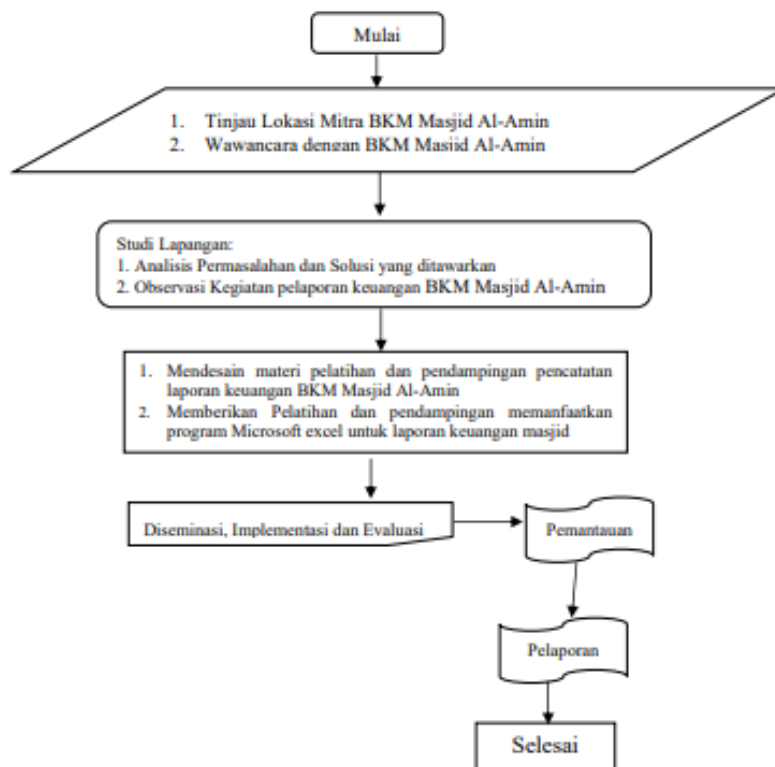 Mulai
1. Tinjau Lokasi Mitra BKM Masjid Al-Amin
2. Wawancara dengan BKM Masjid Al-Amin
Studi Lapangan:
1. Analisis Permasalahan dan Solusi yang ditawarkan
2. Observasi Kegiatan pelaporan keuangan BKM Masjid Al-Amin
1. Mendesain materi pelatihan dan pendampingan pencatatan
laporan keuangan BKM Masjid Al-Amin
2. Memberikan Pelatihan dan pendampingan memanfaatkan
program Microsoft excel untuk laporan keuangan masjid
Diseminasi, Implementasi dan Evaluasi
Pemantauan
Pelaporan
Selesai